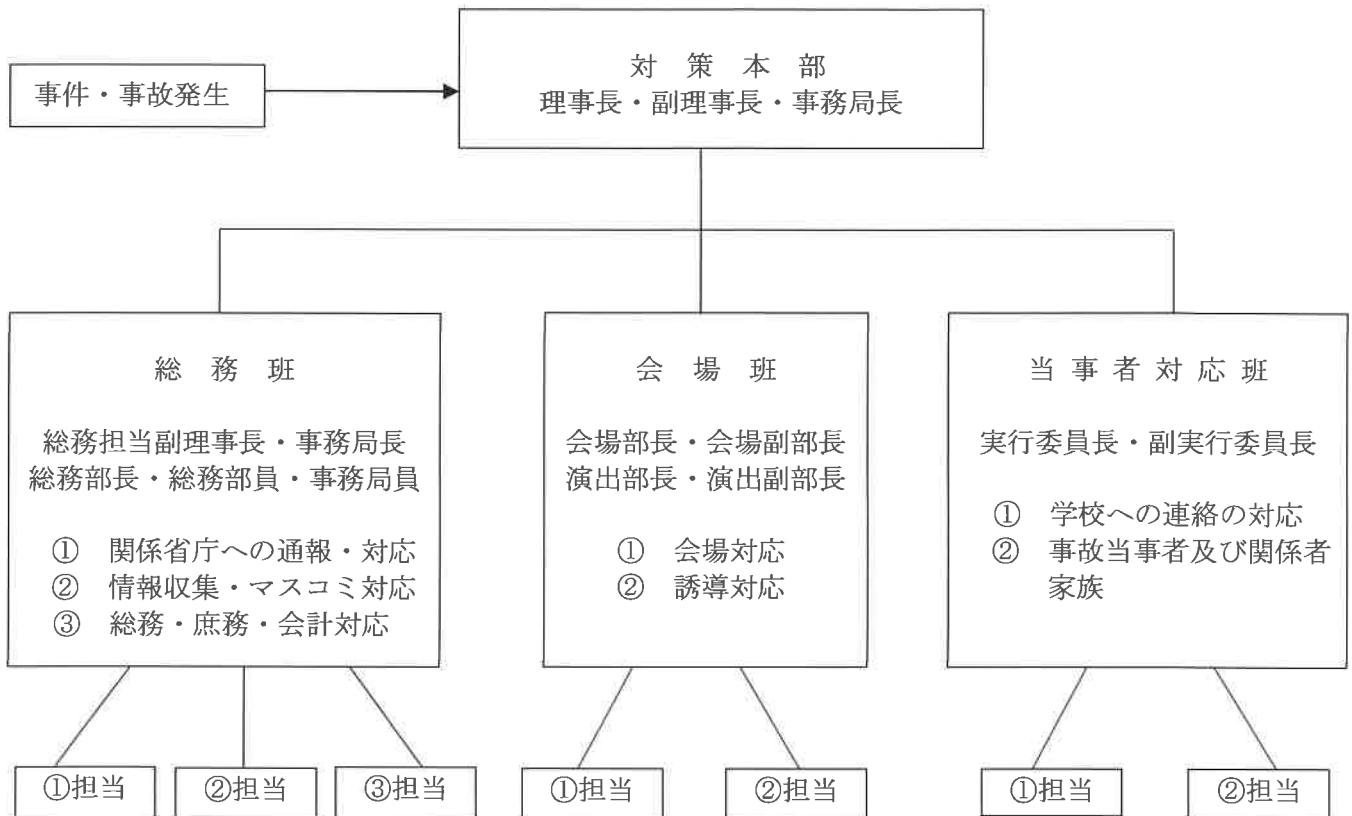 事件・事故発生
対策本部
理事長・副理事長・事務局長
総務班
総務担当副理事長・事務局長
総務部長・総務部員・事務局員
① 関係省庁への通報・対応
② 情報収集・マスコミ対応
③ 総務・庶務・会計対応
会場班
会場部長・会場副部長
演出部長・演出副部長
① 会場対応
② 誘導対応
当事者対応班
実行委員長・副実行委員長
① 学校への連絡の対応
② 事故当事者及び関係者
家族
①担当
②担当
③担当
①担当
②担当
①担当
②担当